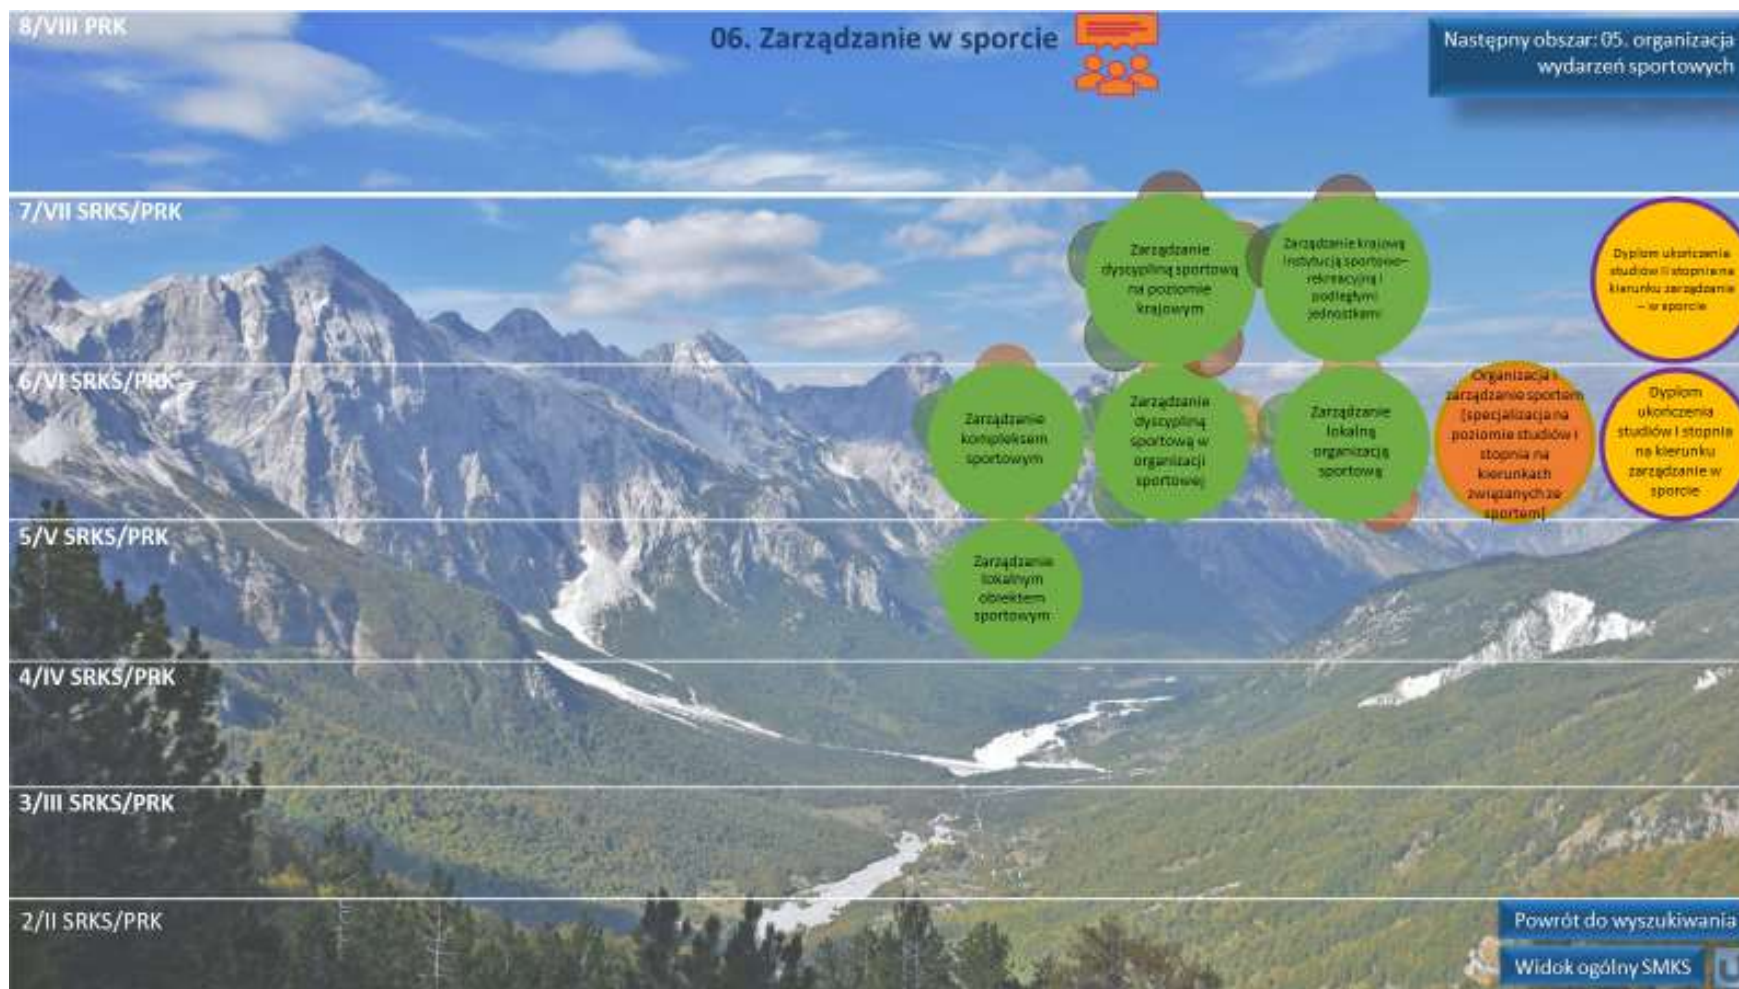 8/VIII PRK
06. Zarządzanie w sporcie
Następny obszar: 05. organizacja
wydarzeń sportowych
7/VII SRKS/PRK
Zarządzanie
dyscypliną sportową
na poziomie
krajowym
Zarządzanie krajową
instytucją sportowo–
rekreacyjną i
podległymi
jednostkami
Dyplom ukończenia
studiów II stopnia na
kierunku zarządzanie
– w sporcie
6/VI SRKS/PRK
Zarządzanie
kompleksem
sportowym
Zarządzanie
dyscypliną
sportową w
organizacji
sportowej
Zarządzanie
lokalną
organizacją
sportową
Organizacja i
zarządzanie sportem
[specjalizacja na
poziomie studiów I
stopnia na
kierunkach
związanych ze
sportem]
Dyplom
ukończenia
studiów I stopnia
na kierunku
zarządzanie w
sporcie
5/V SRKS/PRK
Zarządzanie
lokalnym
obiektem
sportowym
4/IV SRKS/PRK
3/III SRKS/PRK
2/II SRKS/PRK
Powrót do wyszukiwania
Widok ogólny SMKS